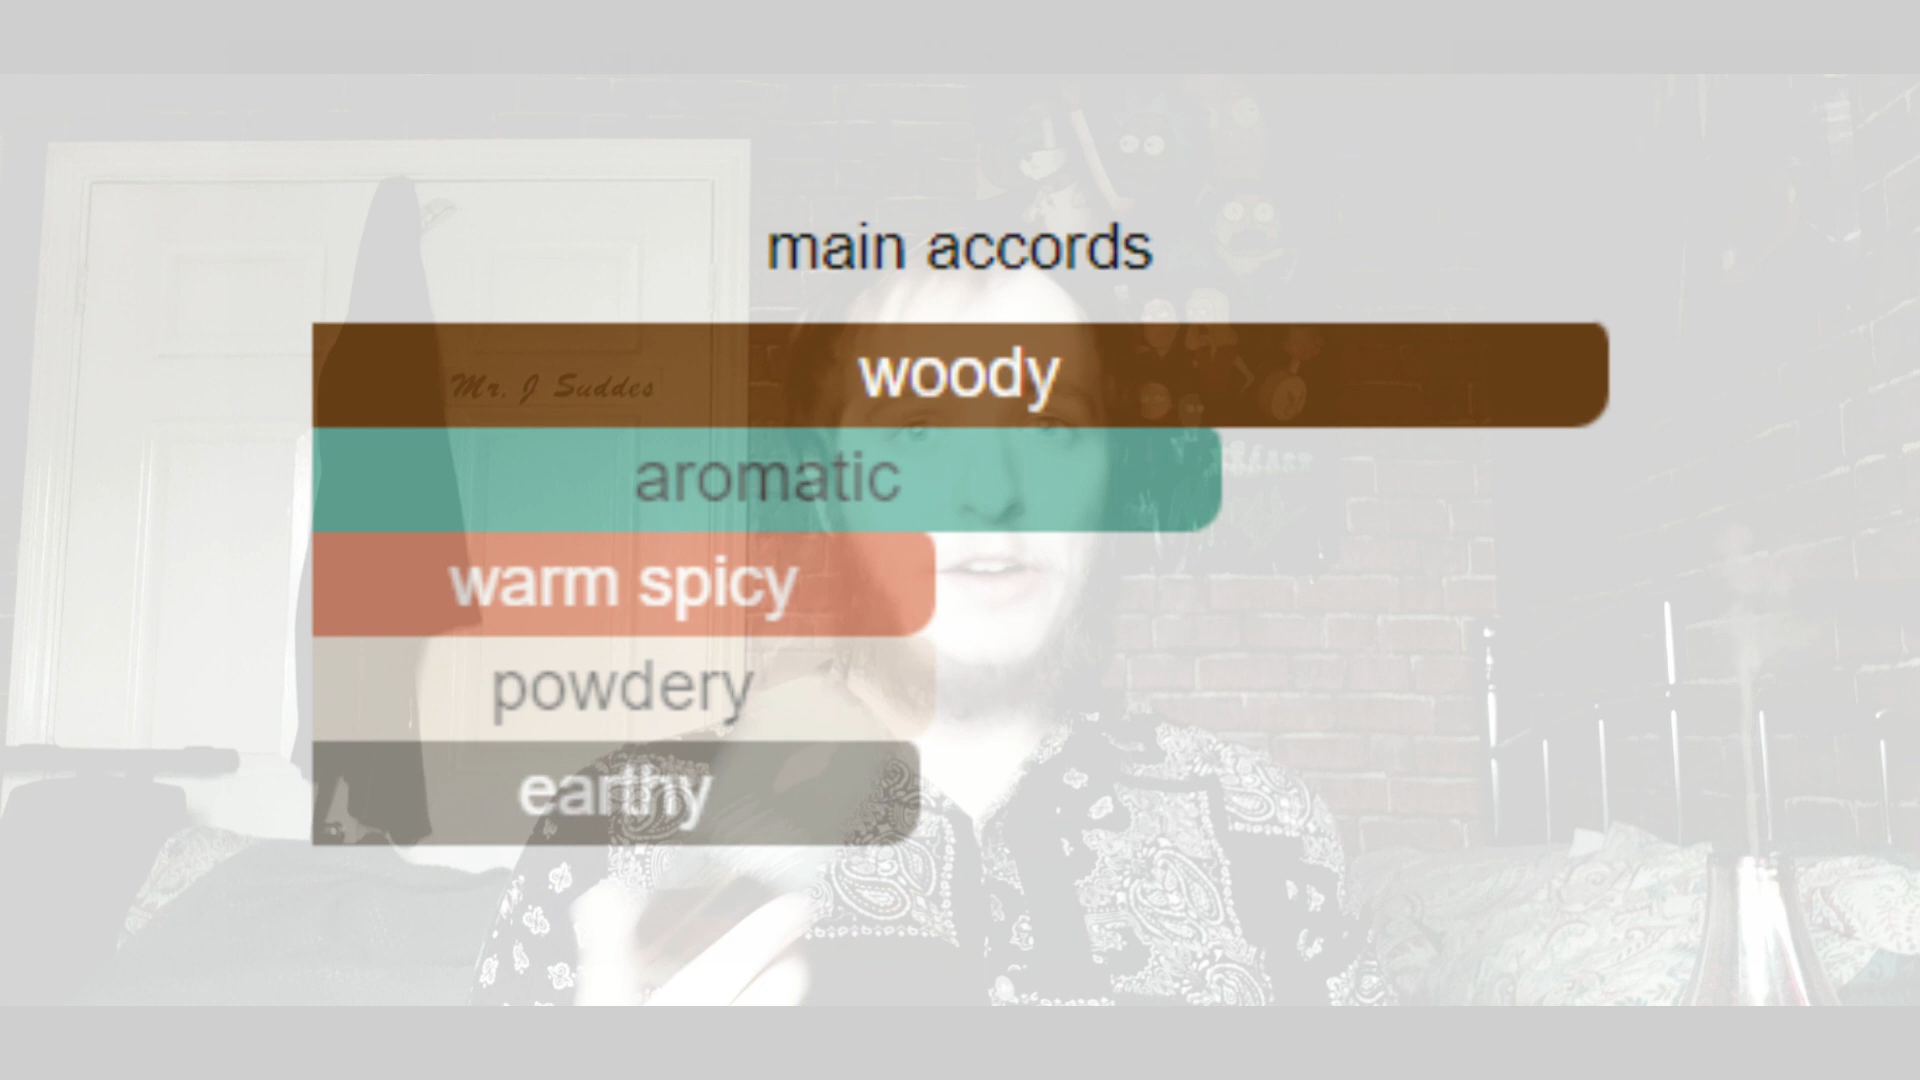 main accords
woody
Mr. J Suddes
aromatic
warm spicy
powdery
earthy